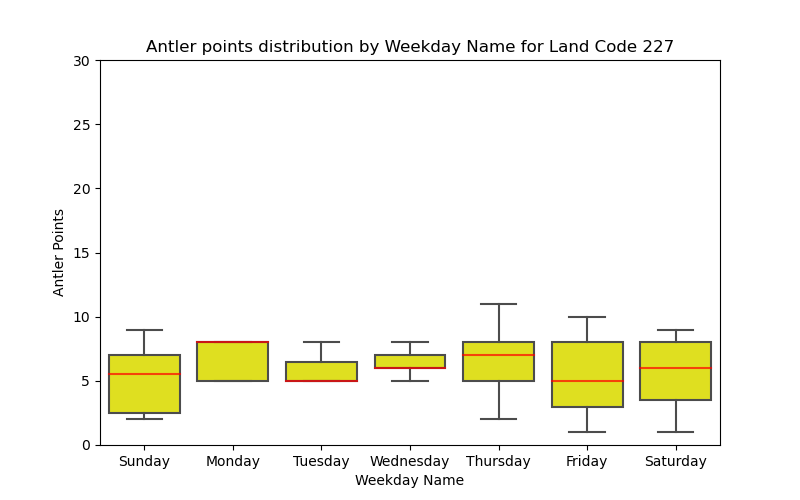 Antler points distribution by Weekday Name for Land Code 227
30
25
20
15
10
5
0
Antler Points
Sunday Monday Tuesday Wednesday Thursday Friday Saturday
Weekday Name